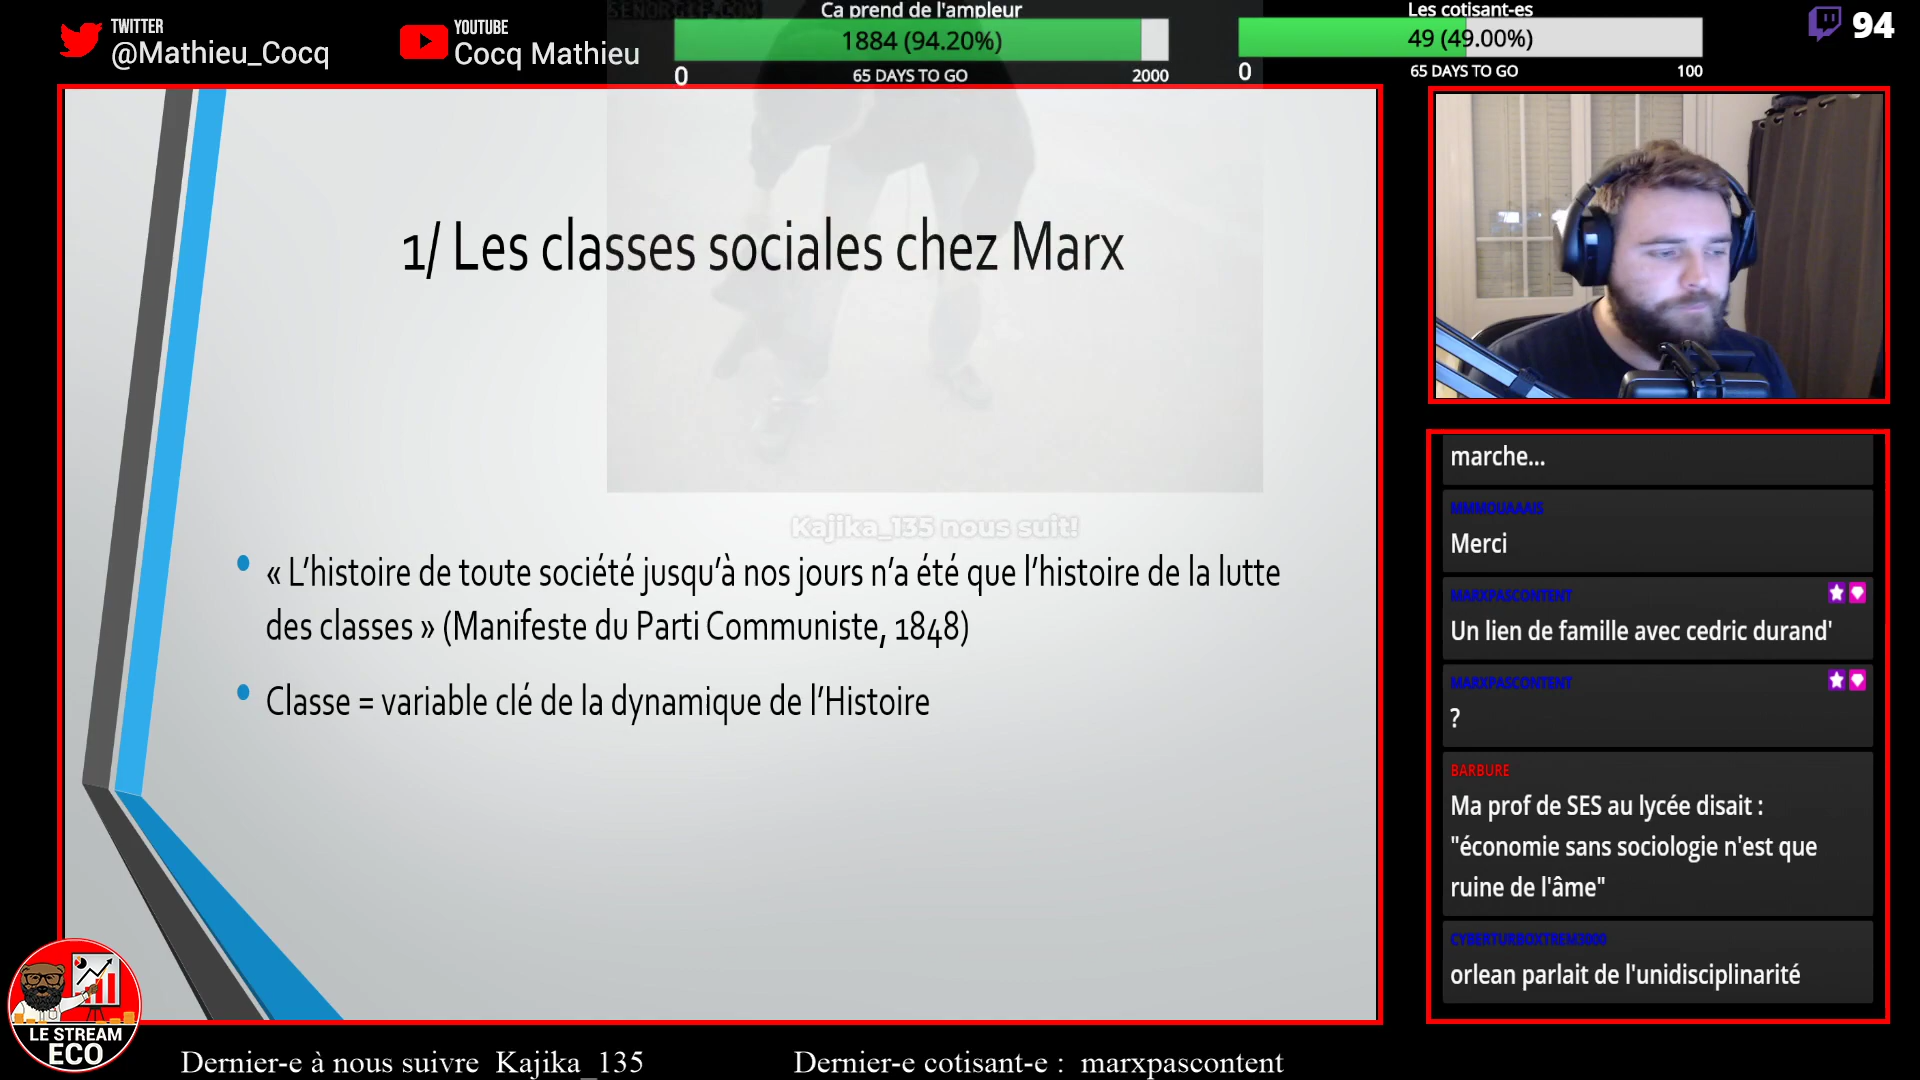 TWITTER
@Mathieu_Cocq
YOUTUBE
Cocq Mathieu
SENORGIF.COM
Ca prend de l'ampleur
1884 (94.20%)
0
65 DAYS TO GO
2000
Les cotisant-es
49 (49.00%)
0
65 DAYS TO GO
100
94
1/ Les classes sociales chez Marx
Kajika_135 nous suit!
• « L'histoire de toute société jusqu'à nos jours n'a été que l'histoire de la lutte
des classes » (Manifeste du Parti Communiste, 1848)
• Classe = variable clé de la dynamique de l'Histoire
marche...
MMMOUAAAIS
Merci
MARXPASCONTENT
Un lien de famille avec cedric durand'
MARXPASCONTENT
?
BARBURE
Ma prof de SES au lycée disait :
"économie sans sociologie n'est que
ruine de l'âme"
CYBERTURBOXTREM3000
orlean parlait de l'unidisciplinarité
LE STREAM
ECO
Dernier-e à nous suivre Kajika_135
Dernier-e cotisant-e : marxpascontent